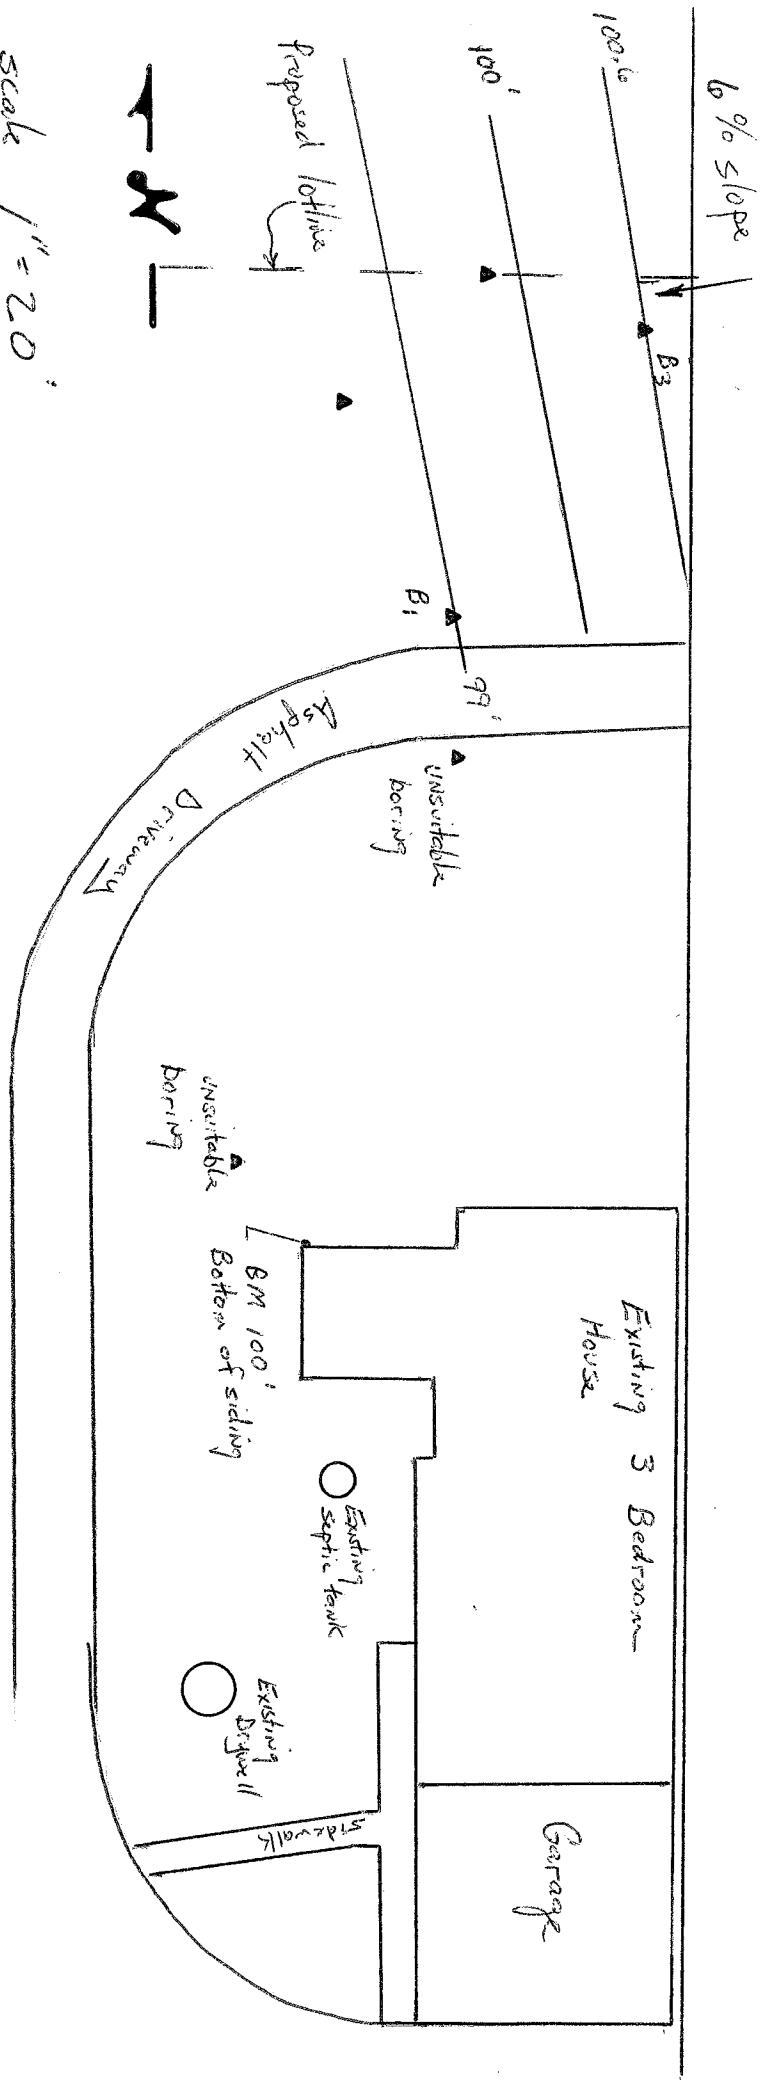 6% slope
100.6
100'
Proposed lotline
N
scale 1" = 20'
B3
B1
99'
Asphalt
Driveway
unsuitable
boring
unsuitable
boring
BM 100'
Bottom of siding
Existing 3 Bedroom
House
Existing
septic tank
Existing
Drywell
sidewalk
Garage